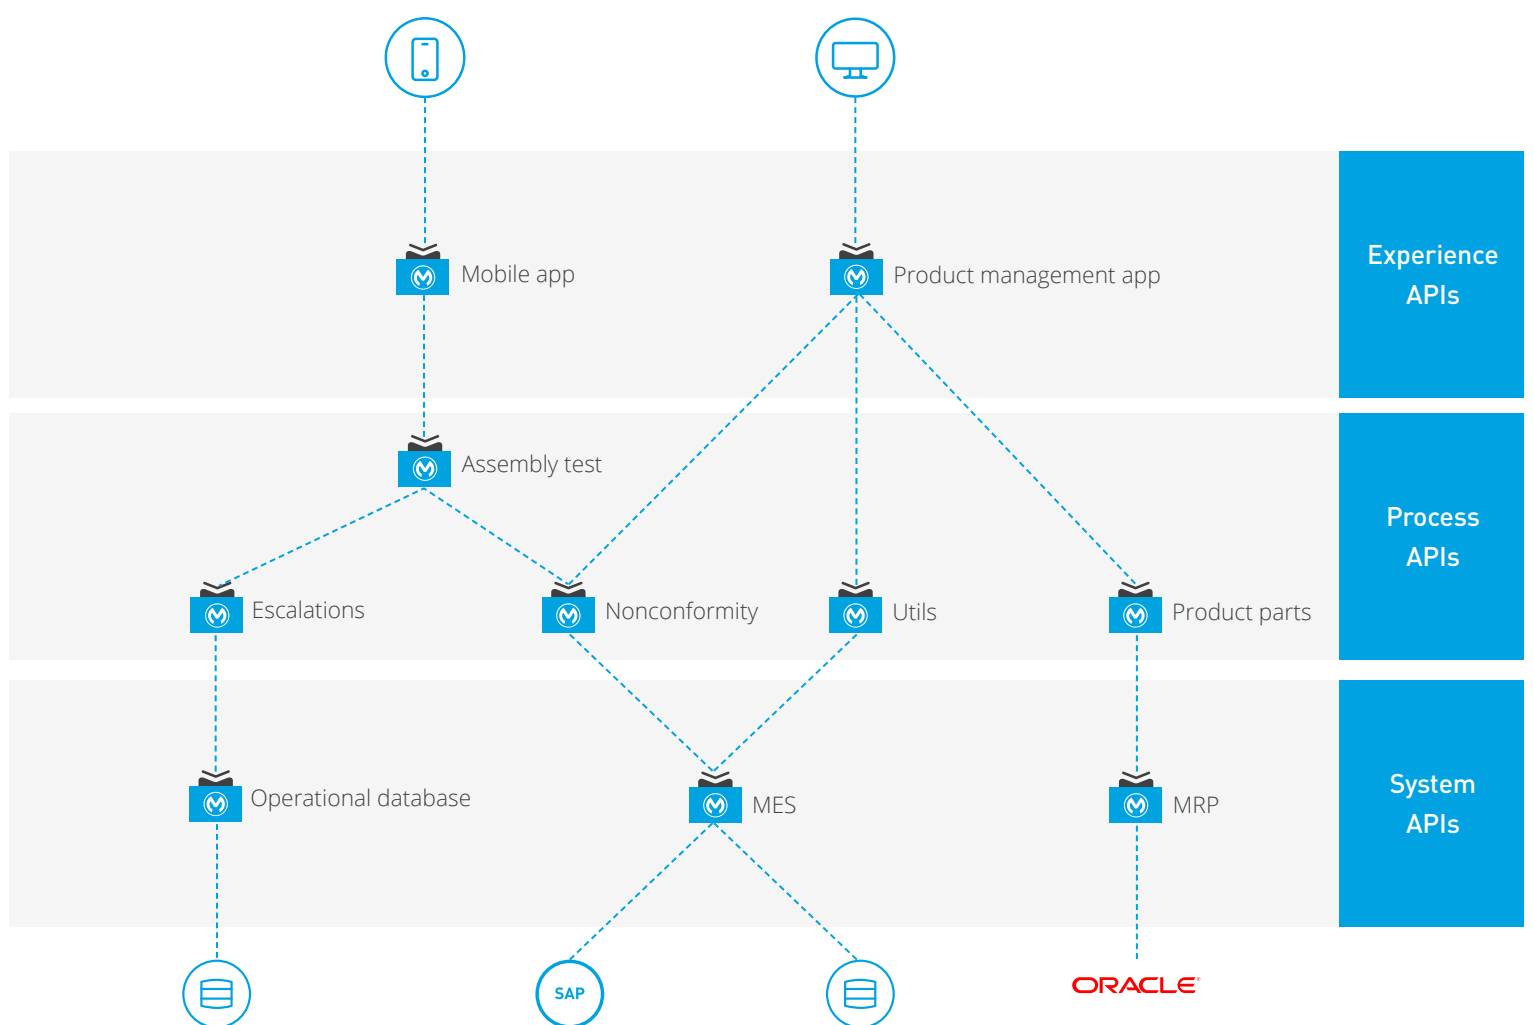 Mobile app
Product management app
Experience
APIs
Assembly test
Process
APIs
Escalations
Nonconformity
Utils
Product parts
System
APIs
Operational database
MES
MRP
SAP
ORACLE